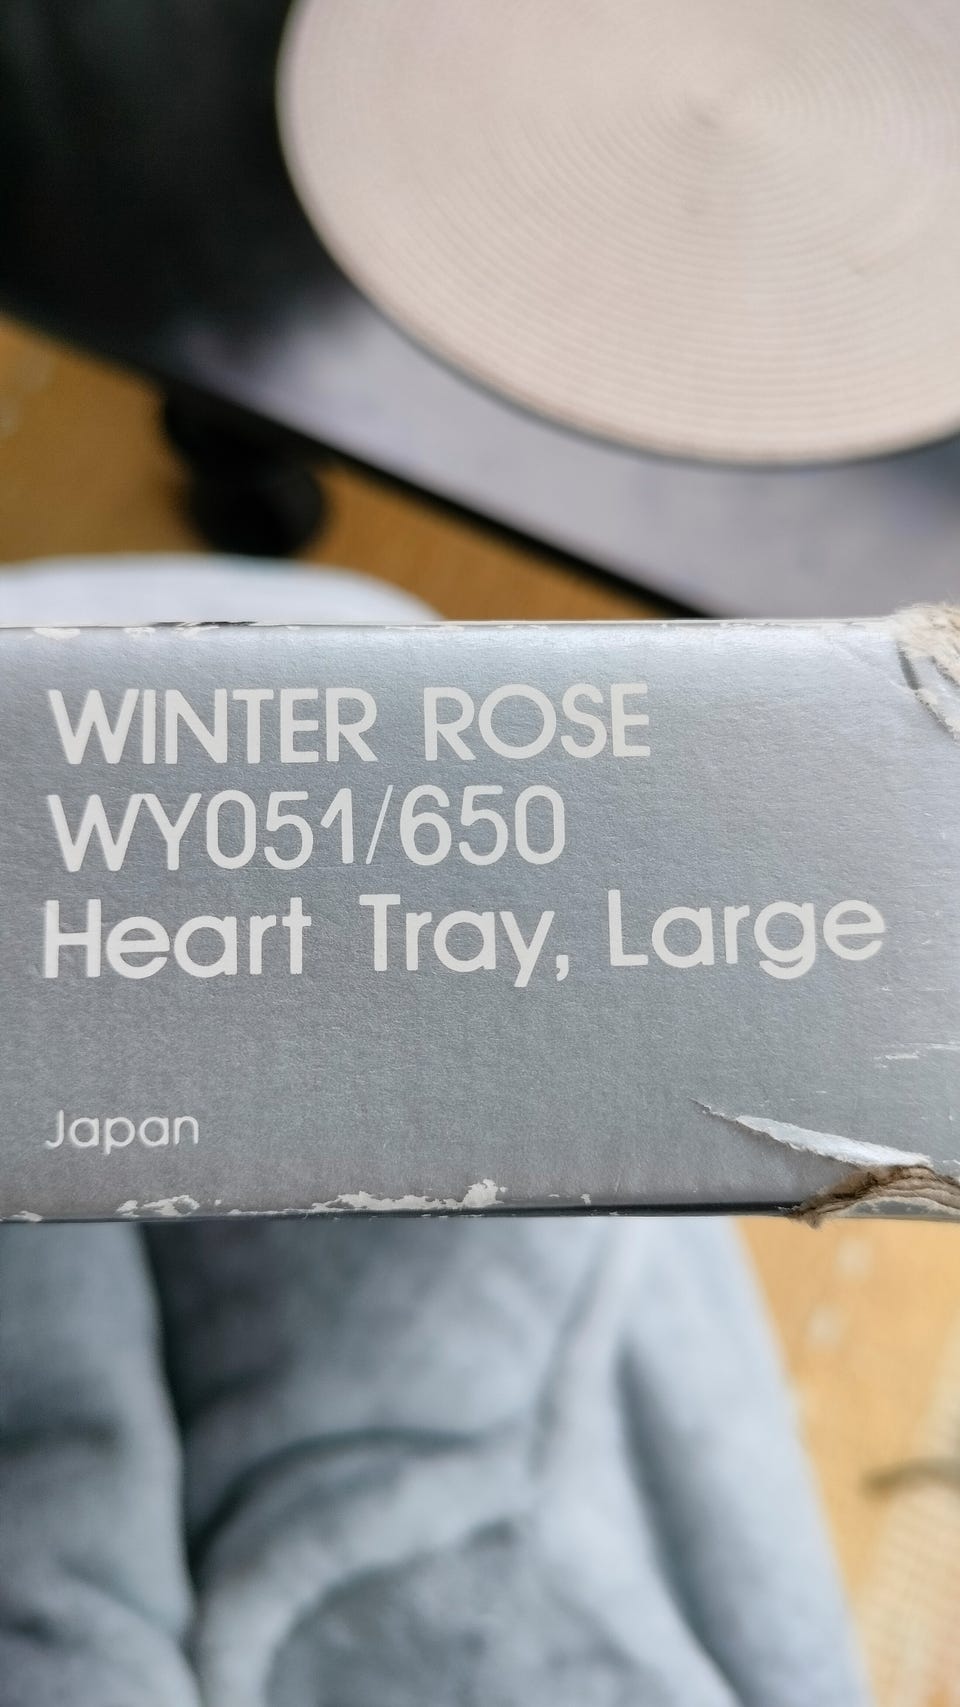 WINTER ROSE
WY051/650
Heart Tray, Large
Japan